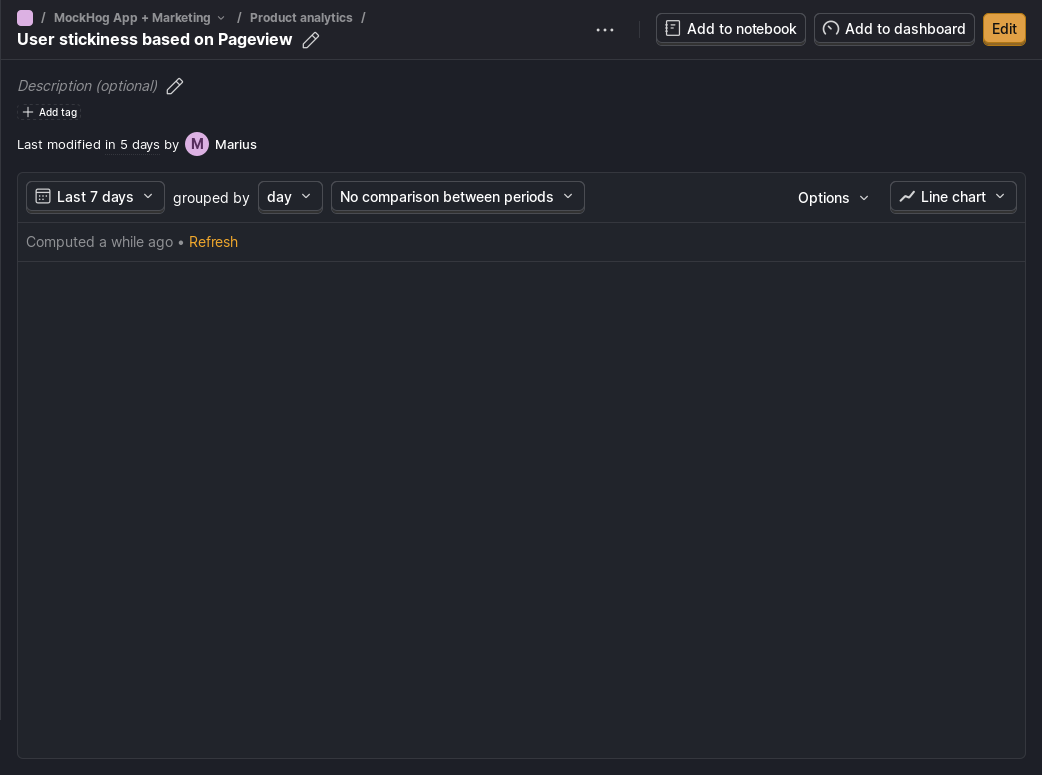 / MockHog App + Marketing / Product analytics /
User stickiness based on Pageview
Add to notebook
Add to dashboard
Edit
Description (optional)
Add tag
Last modified in 5 days by M Marius
Last 7 days grouped by day No comparison between periods Options Line chart
Computed a while ago • Refresh